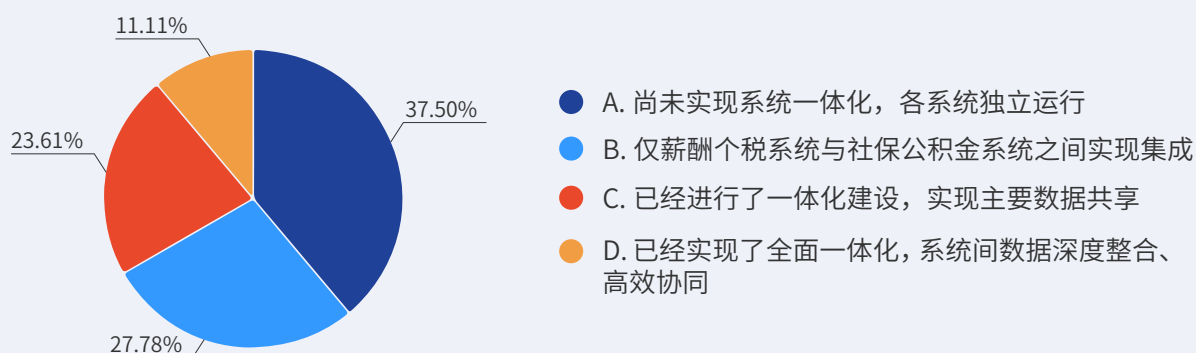 11.11%
37.50%
23.61%
27.78%
A. 尚未实现系统一体化，各系统独立运行
B. 仅薪酬个税系统与社保公积金系统之间实现集成
C. 已经进行了一体化建设，实现主要数据共享
D. 已经实现了全面一体化，系统间数据深度整合、
高效协同